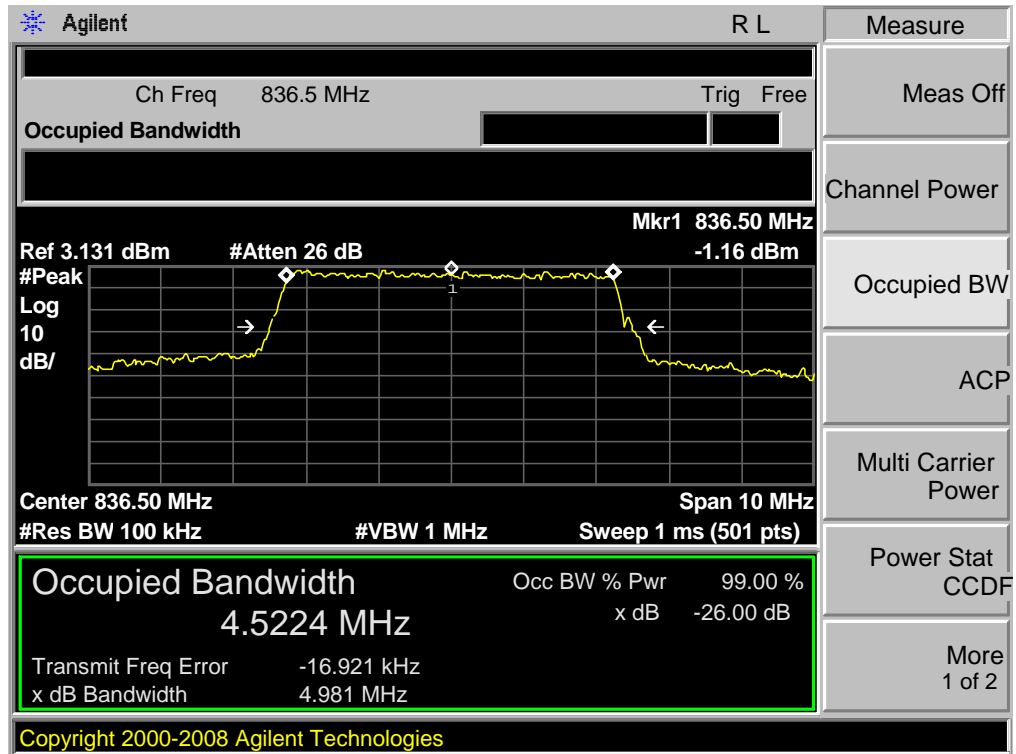 Agilent
R L
Measure
Ch Freq 836.5 MHz Trig Free
Occupied Bandwidth
Meas Off
Channel Power
Mkr1 836.50 MHz
Ref 3.131 dBm #Atten 26 dB -1.16 dBm
#Peak
Log
10
dB/
1
Occupied BW
ACP
Multi Carrier
Power
Center 836.50 MHz Span 10 MHz
#Res BW 100 kHz #VBW 1 MHz Sweep 1 ms (501 pts)
Occupied Bandwidth
4.5224 MHz
Occ BW % Pwr 99.00 %
x dB -26.00 dB
Transmit Freq Error -16.921 kHz
x dB Bandwidth 4.981 MHz
Power Stat
CCDF
More
1 of 2
Copyright 2000-2008 Agilent Technologies